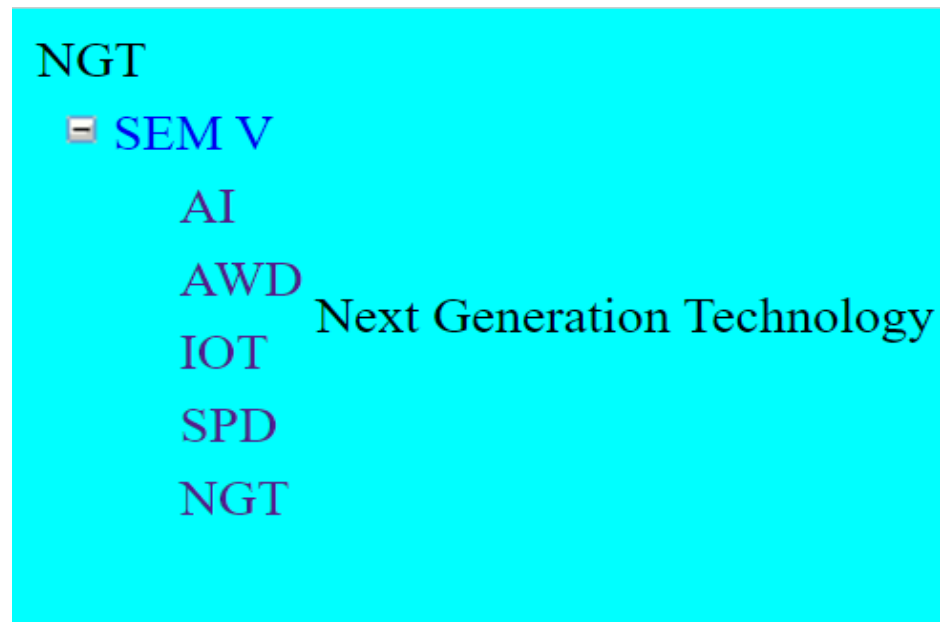 NGT
SEM V
AI
AWD
Next Generation Technology
IOT
SPD
NGT